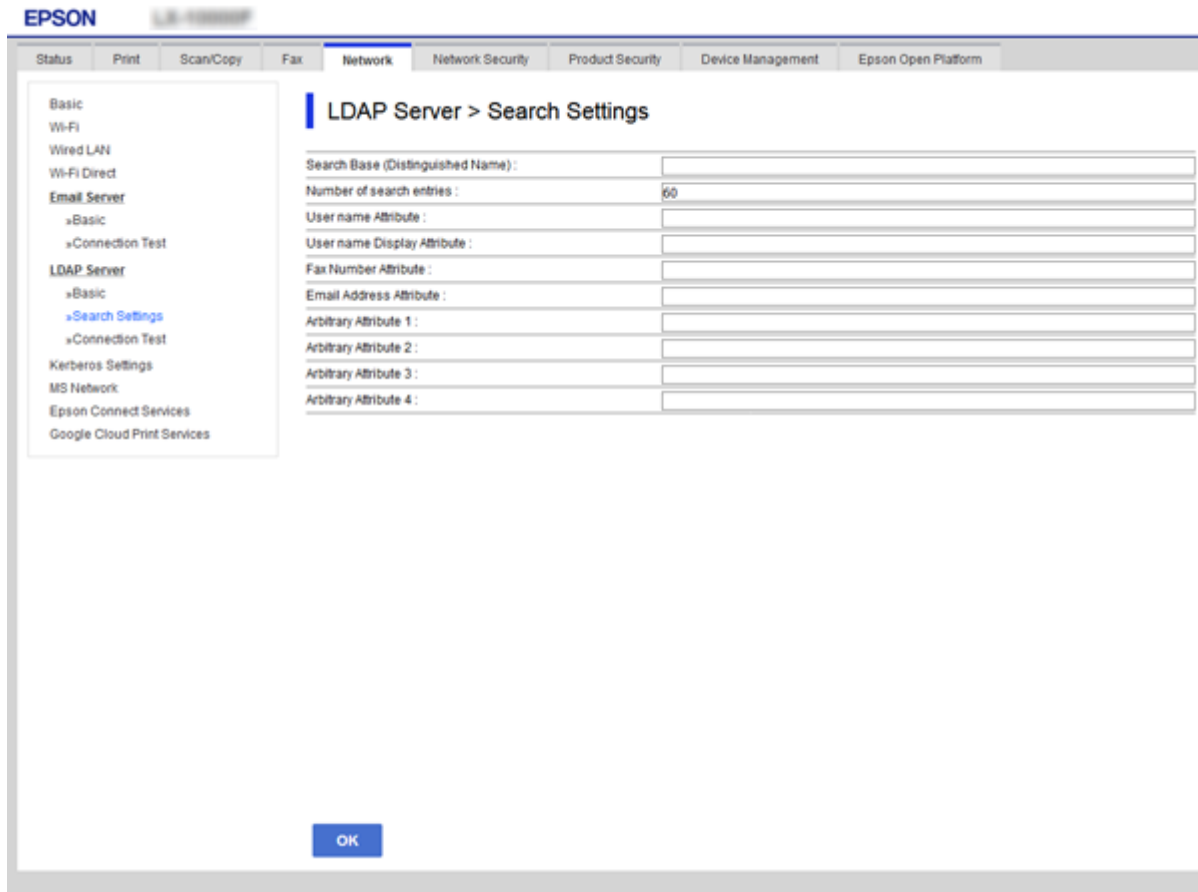 EPSON
Status Print Scan/Copy Fax Network Network Security Product Security Device Management Epson Open Platform
Basic
Wi-Fi
Wired LAN
Wi-Fi Direct
Email Server
»Basic
»Connection Test
LDAP Server
»Basic
»Search Settings
»Connection Test
Kerberos Settings
MS Network
Epson Connect Services
Google Cloud Print Services
LDAP Server > Search Settings
Search Base (Distinguished Name) :
Number of search entries : 60
User name Attribute :
User name Display Attribute :
Fax Number Attribute :
Email Address Attribute :
Arbitrary Attribute 1 :
Arbitrary Attribute 2 :
Arbitrary Attribute 3 :
Arbitrary Attribute 4 :
OK